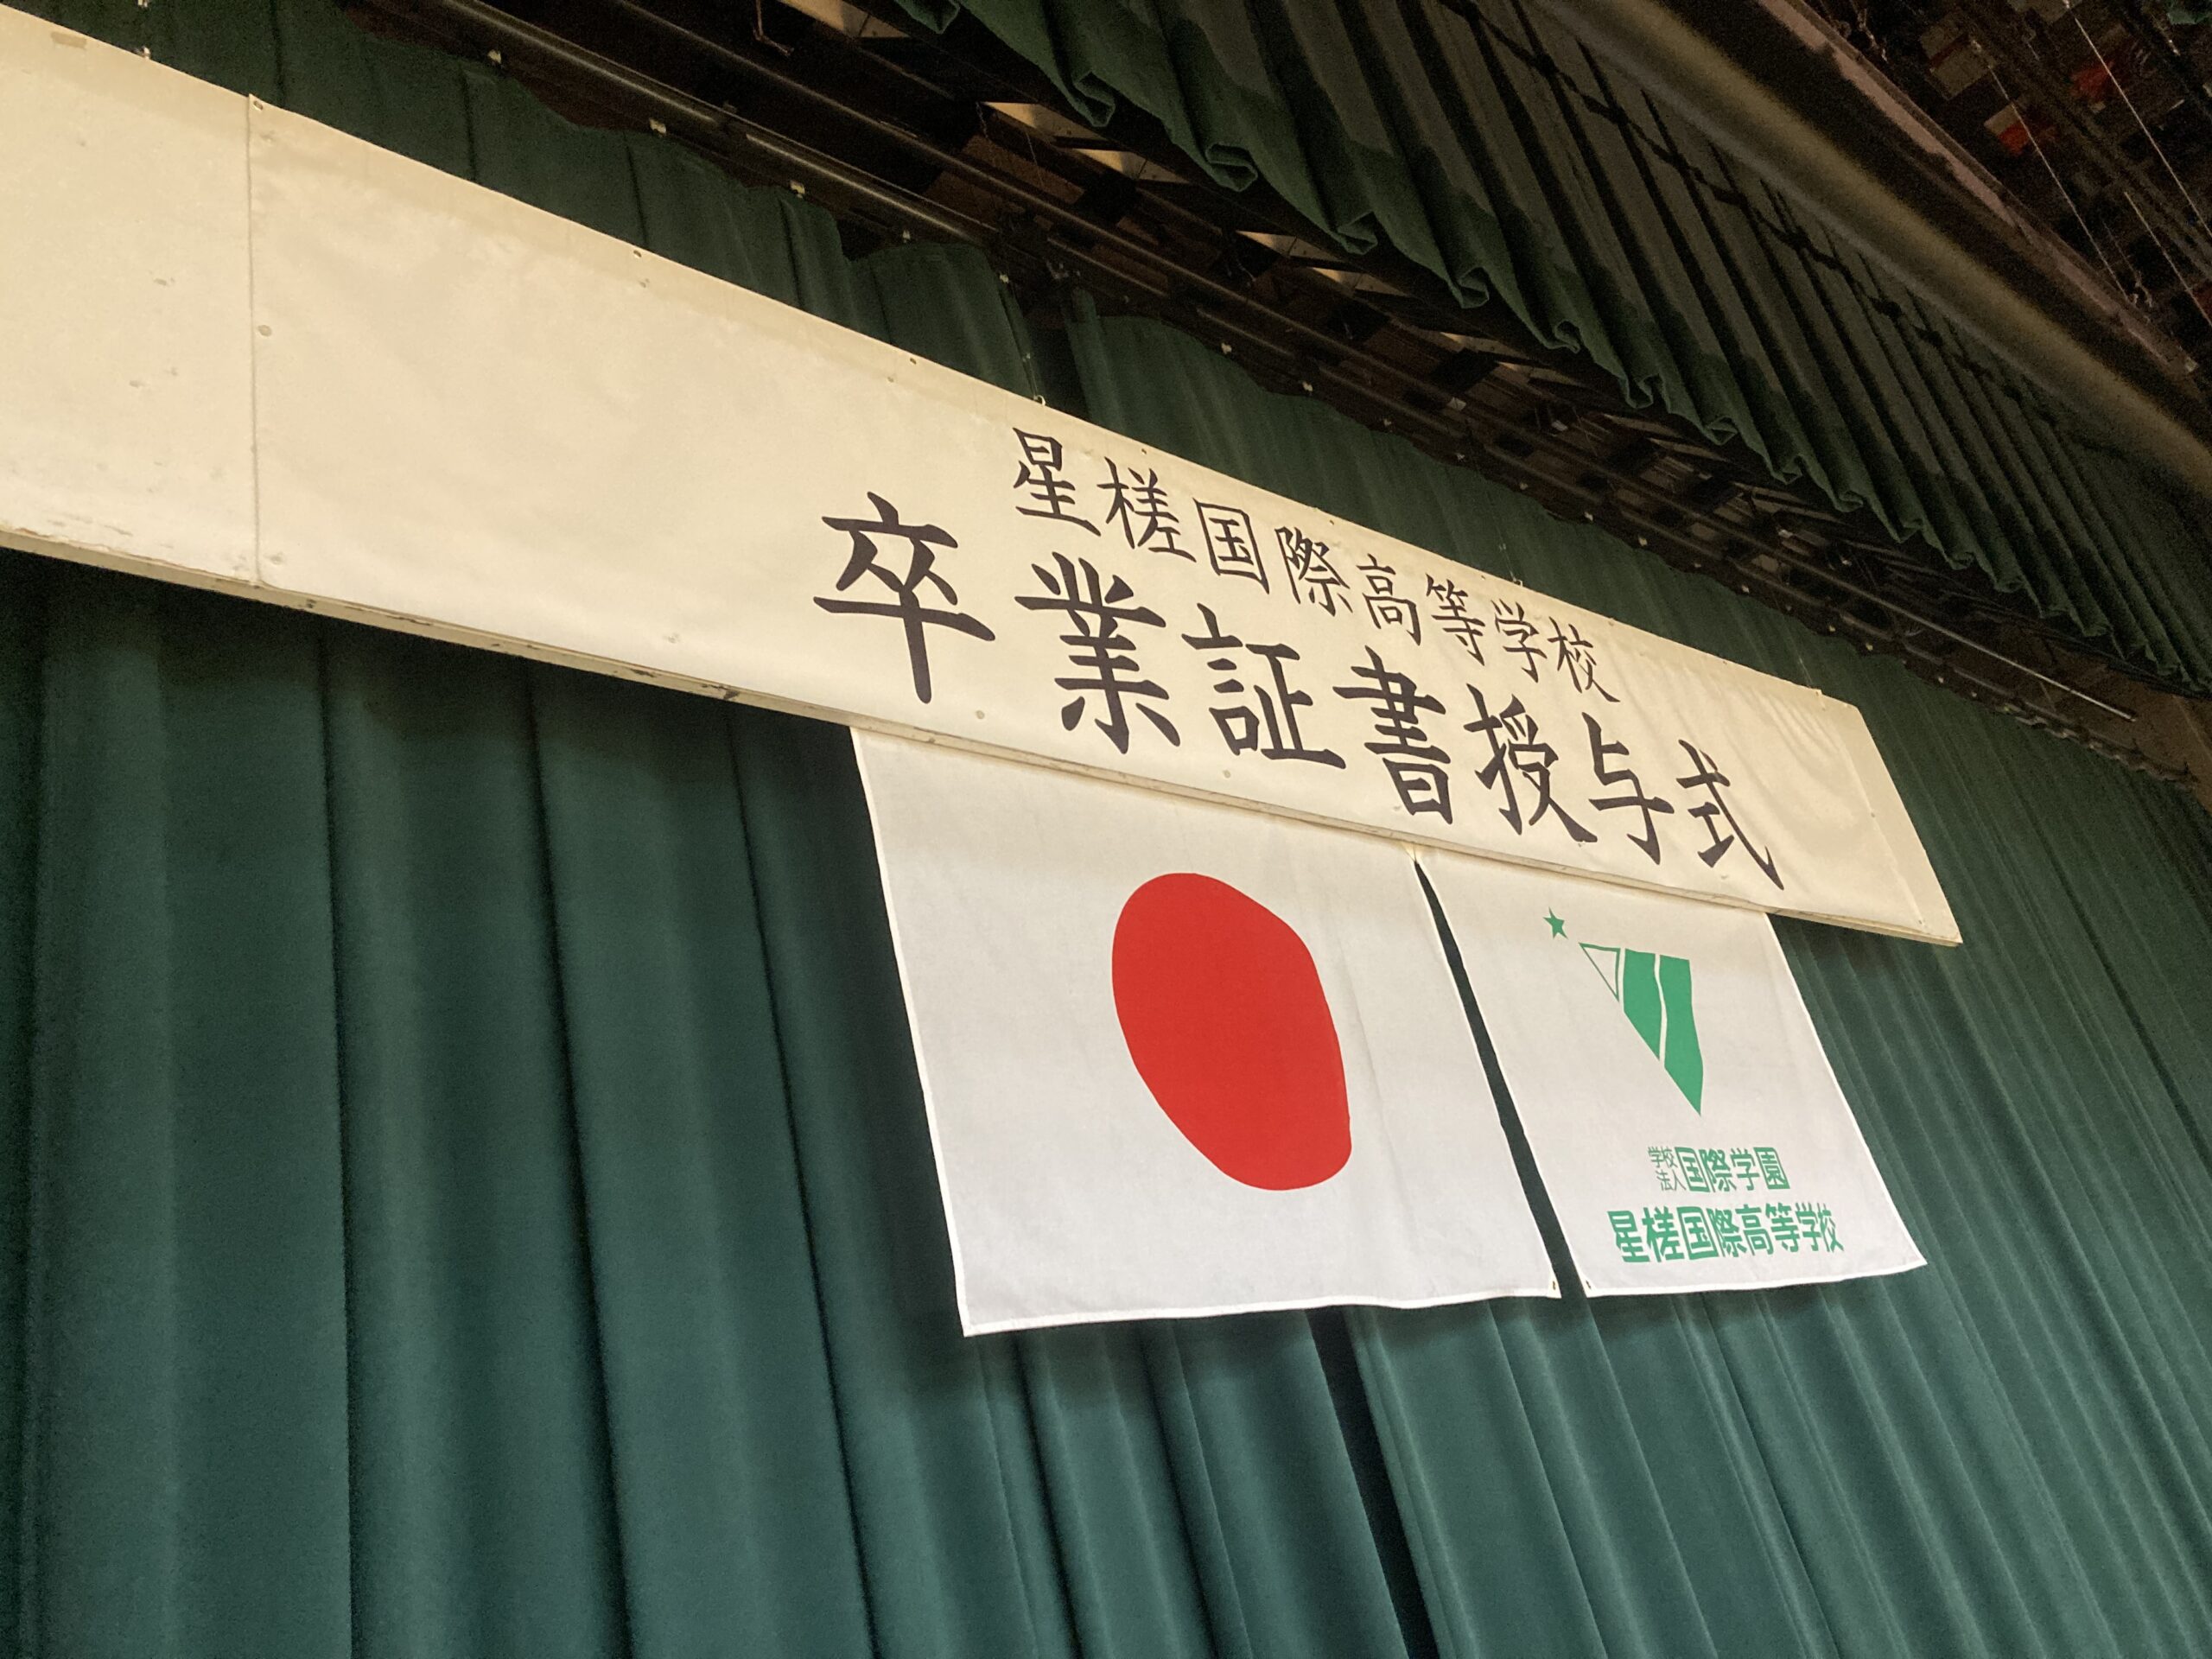 星槎国際高等学校
卒業証書授与式
学校法人国際学園
星槎国際高等学校